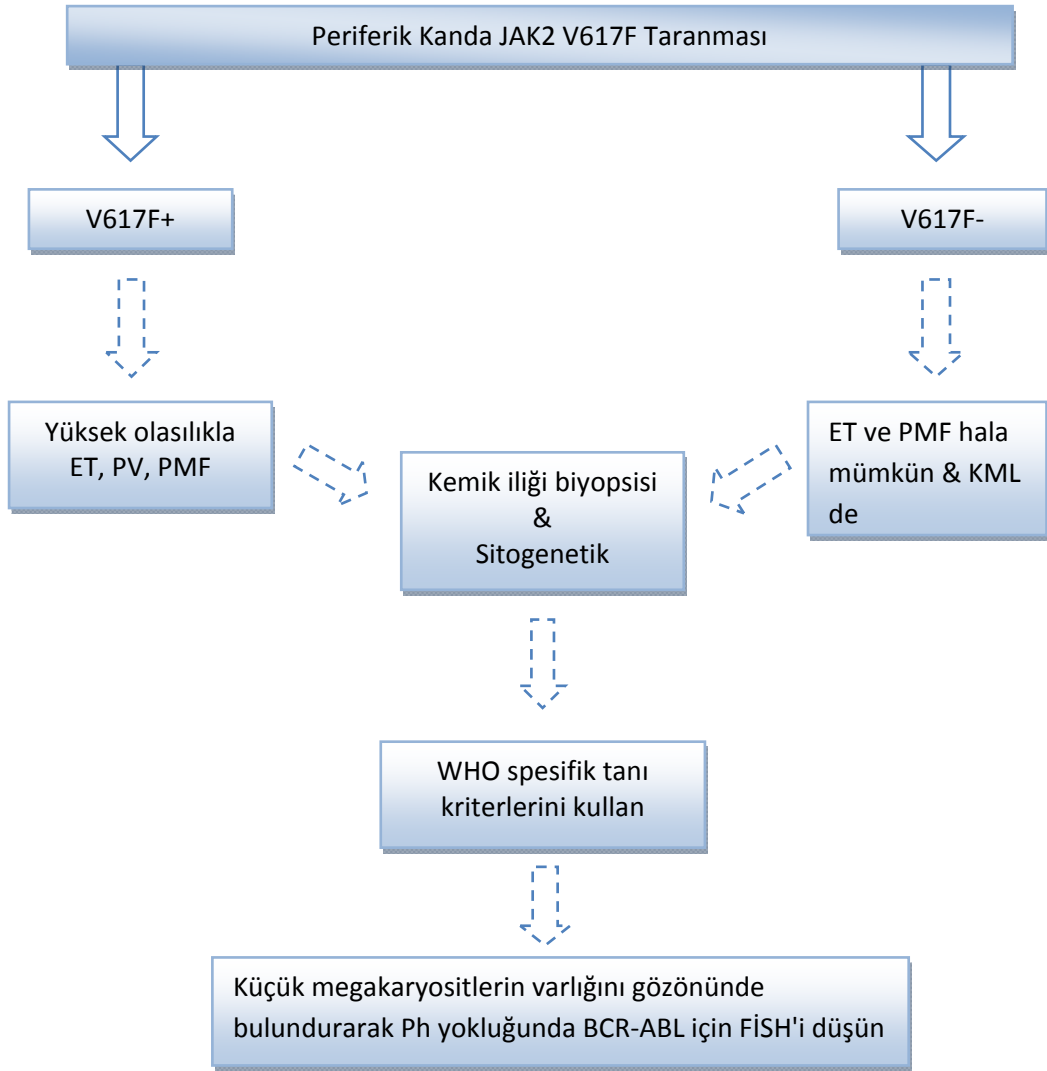 Periferik Kanda JAK2 V617F Taranması
V617F+
V617F-
Yüksek olasılıkla
ET, PV, PMF
ET ve PMF hala
mümkün & KML
de
Kemik iliği biyopsisi
&
Sitogenetik
WHO spesifik tanı
kriterlerini kullan
Küçük megakaryositlerin varlığını gözönünde
bulundurarak Ph yokluğunda BCR-ABL için FİSH'i düşün